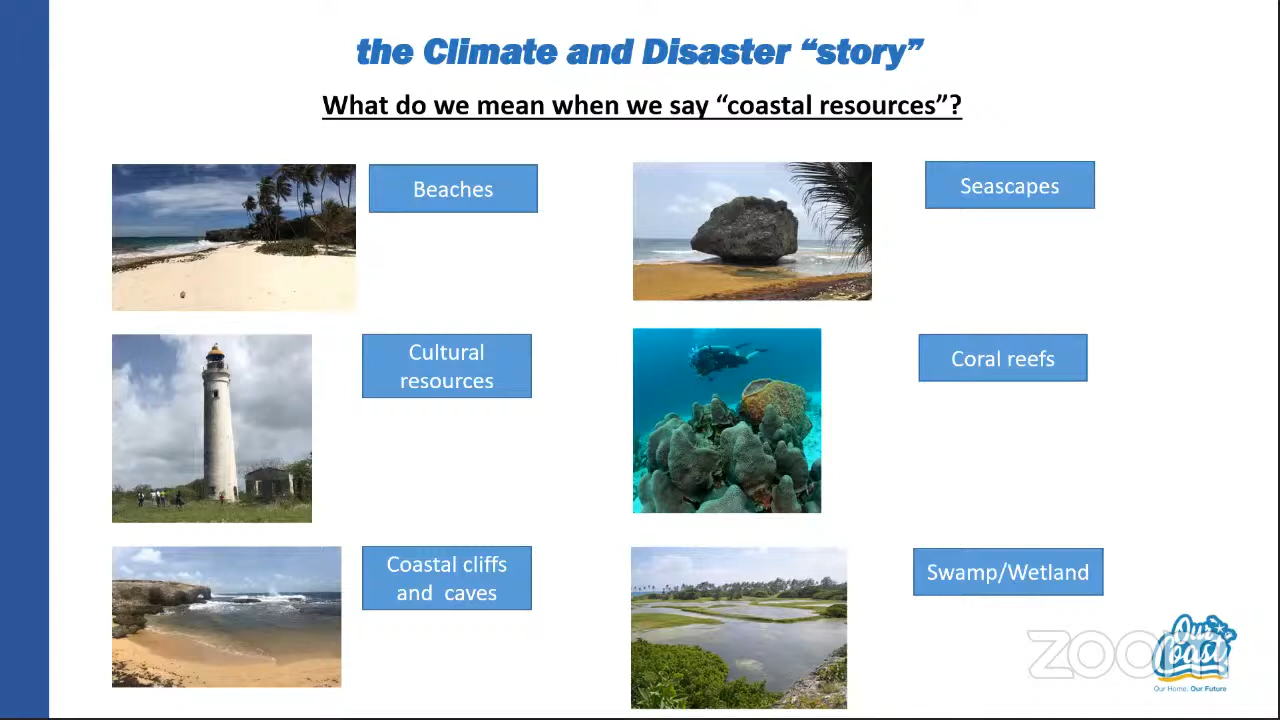 the Climate and Disaster “story”
What do we mean when we say “coastal resources”?
Beaches
Seascapes
Cultural
resources
Coral reefs
Coastal cliffs
and caves
Swamp/Wetland
zoom
Our
Coast
Our Home. Our Future